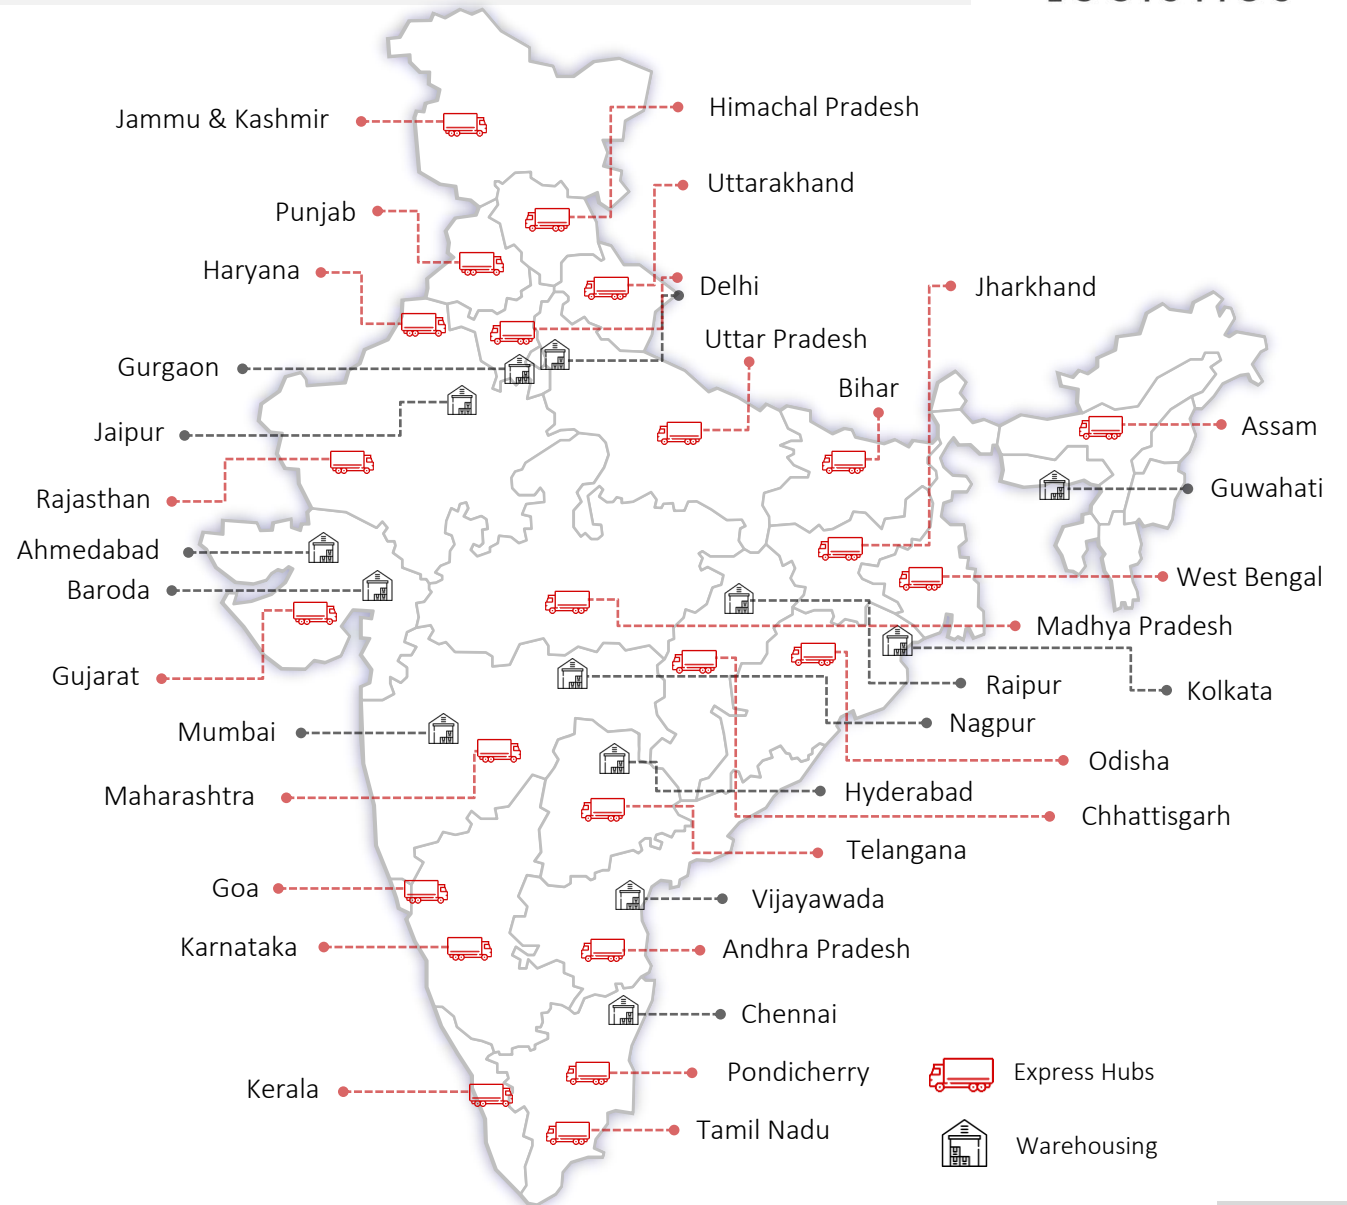 Jammu & Kashmir
Himachal Pradesh
Uttarakhand
Punjab
Haryana
Delhi
Jharkhand
Uttar Pradesh
Gurgaon
Bihar
Jaipur
Assam
Rajasthan
Guwahati
Ahmedabad
Baroda
West Bengal
Madhya Pradesh
Gujarat
Raipur
Kolkata
Nagpur
Mumbai
Odisha
Maharashtra
Hyderabad
Chhattisgarh
Telangana
Goa
Vijayawada
Karnataka
Andhra Pradesh
Chennai
Pondicherry
Express Hubs
Kerala
Tamil Nadu
Warehousing